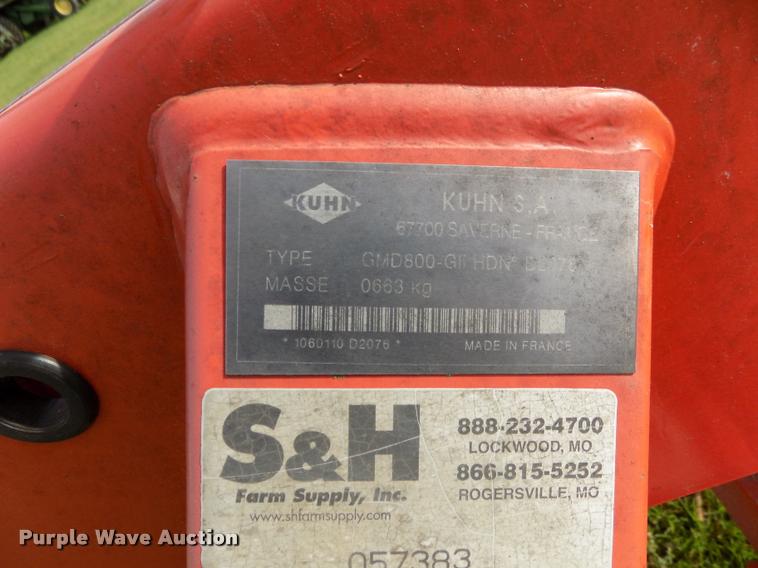 KUHN
KUHN S.A.
67700 SAVERNE - FRANCE
TYPE GMD800-GII HDN° D2076
MASSE 0663 kg
* 1060110 D2076 *
MADE IN FRANCE
S&H
Farm Supply, Inc.
www.shfarmsupply.com
888-232-4700
LOCKWOOD, MO
866-815-5252
ROGERSVILLE, MO
057383
Purple Wave Auction